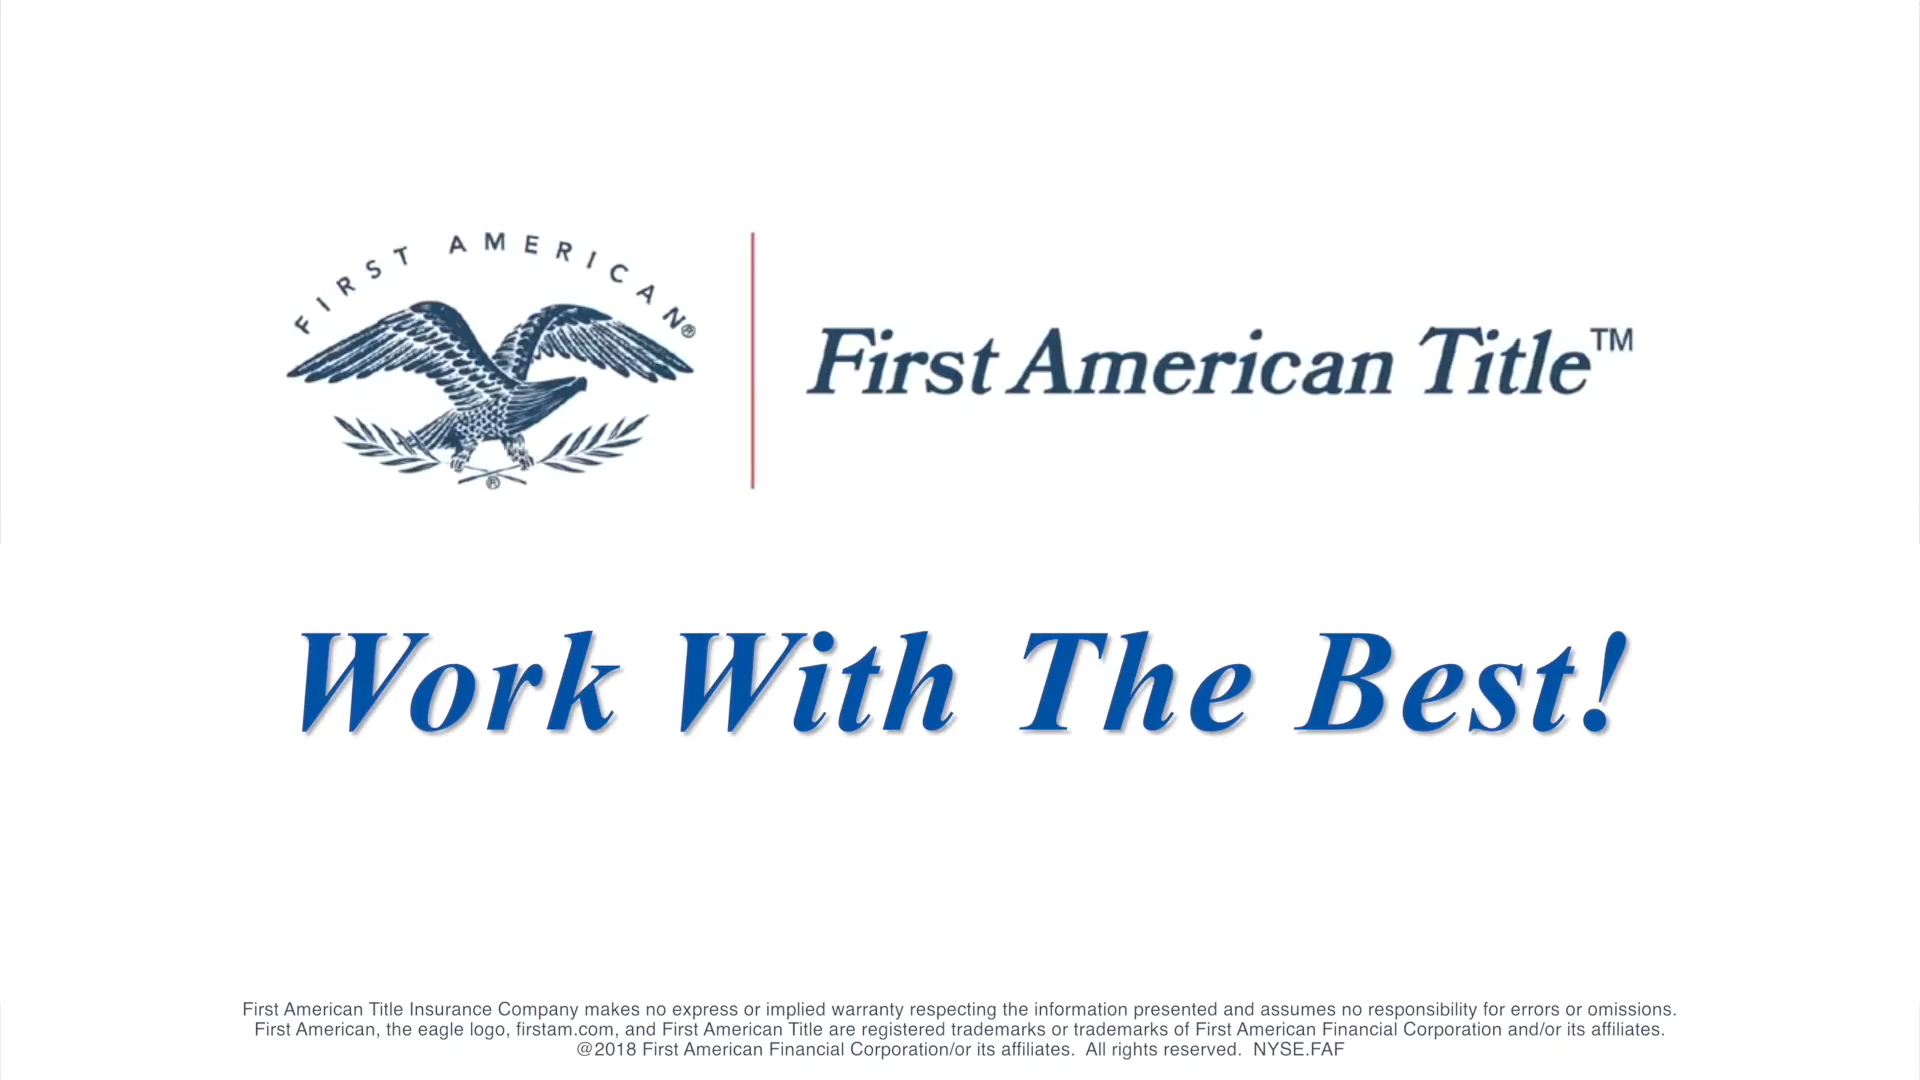 FIRST AMERICAN®
®
First American Title™
Work With The Best!
First American Title Insurance Company makes no express or implied warranty respecting the information presented and assumes no responsibility for errors or omissions.
First American, the eagle logo, firstam.com, and First American Title are registered trademarks or trademarks of First American Financial Corporation and/or its affiliates.
@2018 First American Financial Corporation/or its affiliates.  All rights reserved.  NYSE.FAF